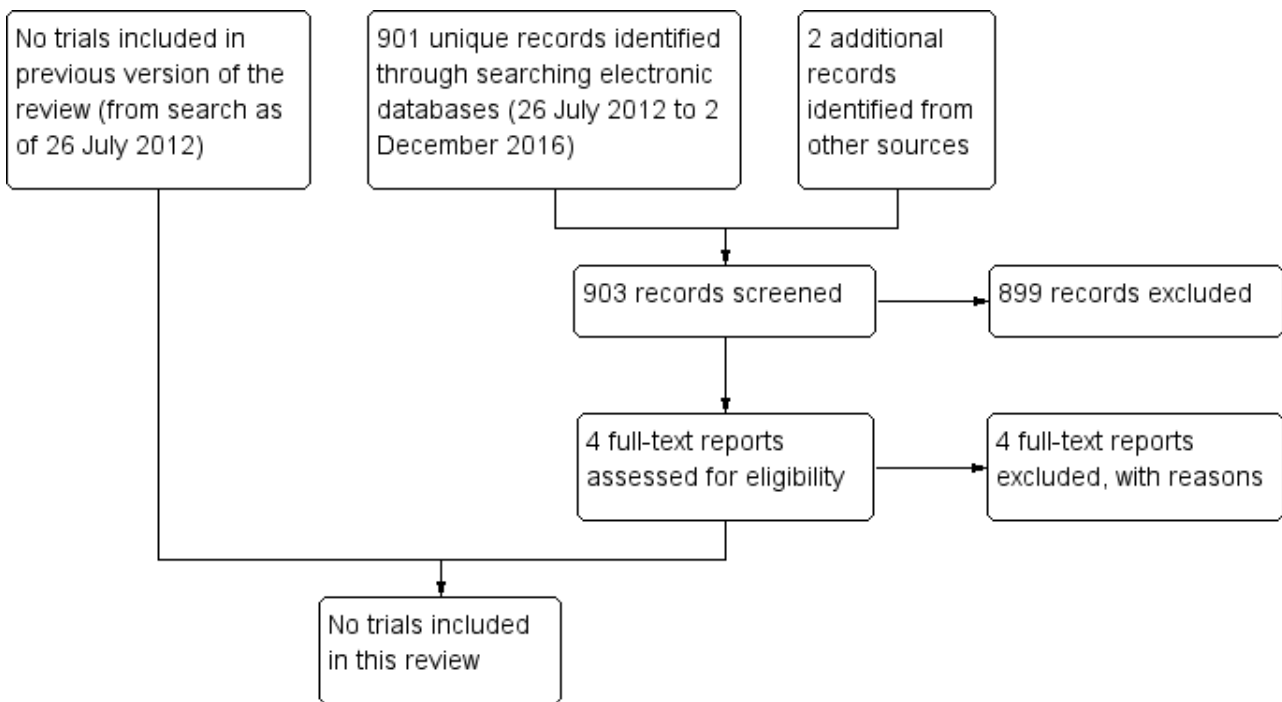 No trials included in
previous version of the
review (from search as
of 26 July 2012)
901 unique records identified
through searching electronic
databases (26 July 2012 to 2
December 2016)
2 additional
records
identified from
other sources
903 records screened
899 records excluded
4 full-text reports
assessed for eligibility
4 full-text reports
excluded, with reasons
No trials included
in this review